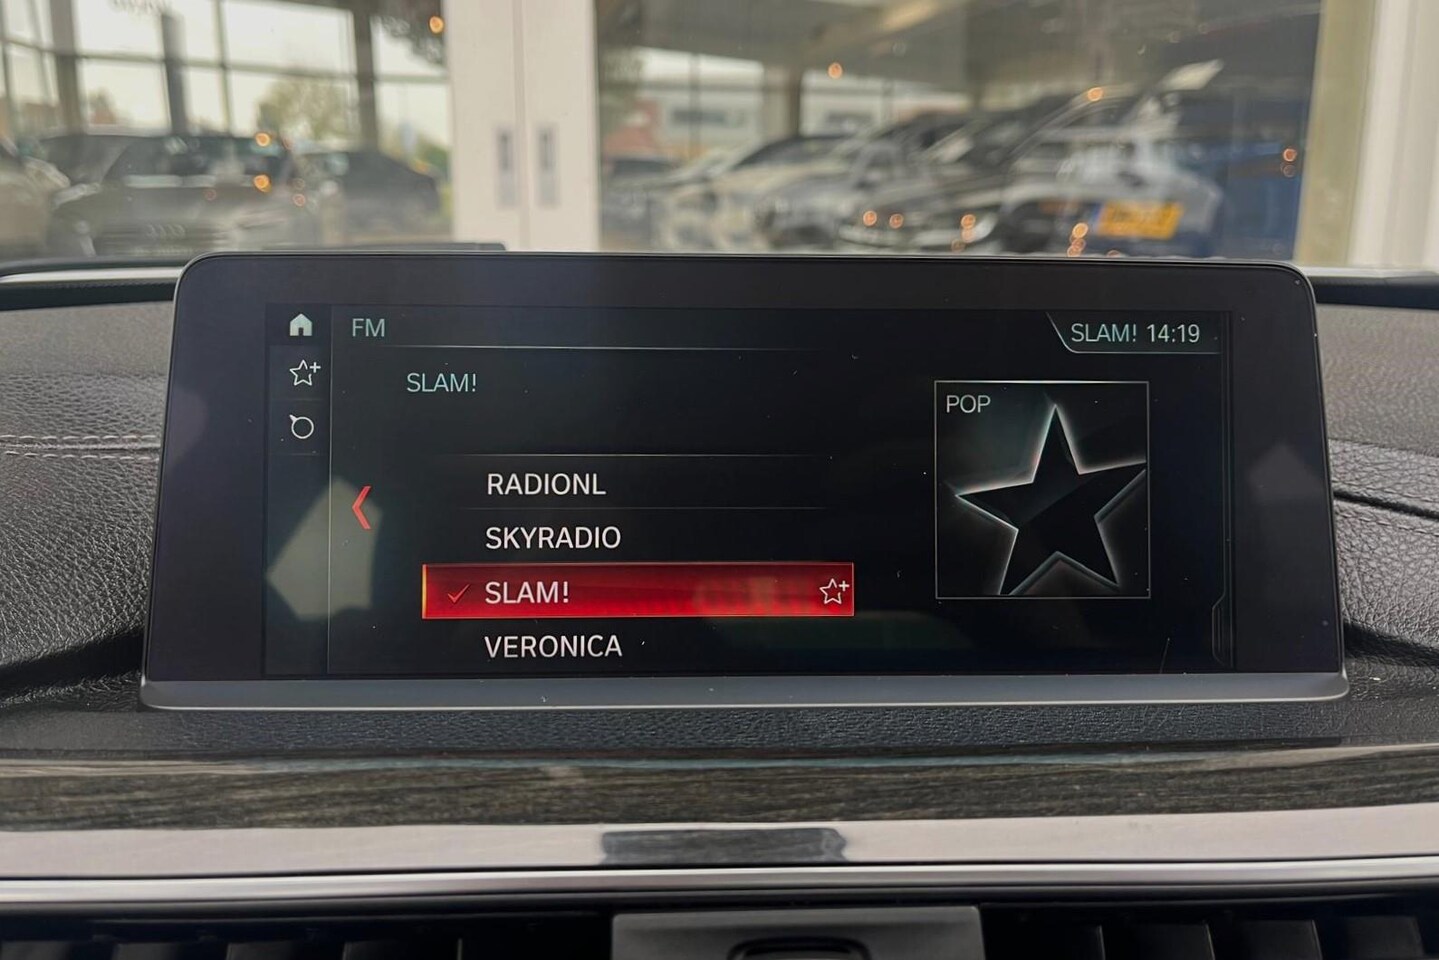 FM
SLAM! 14:19
SLAM!
POP
RADIONL
SKYRADIO
SLAM!
VERONICA